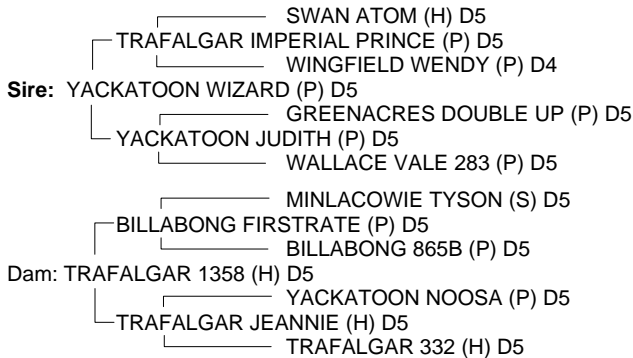 SWAN ATOM (H) D5
TRAFALGAR IMPERIAL PRINCE (P) D5
WINGFIELD WENDY (P) D4
Sire: YACKATOON WIZARD (P) D5
GREENACRES DOUBLE UP (P) D5
YACKATOON JUDITH (P) D5
WALLACE VALE 283 (P) D5
MINLACOWIE TYSON (S) D5
BILLABONG FIRSTRATE (P) D5
BILLABONG 865B (P) D5
Dam: TRAFALGAR 1358 (H) D5
YACKATOON NOOSA (P) D5
TRAFALGAR JEANNIE (H) D5
TRAFALGAR 332 (H) D5